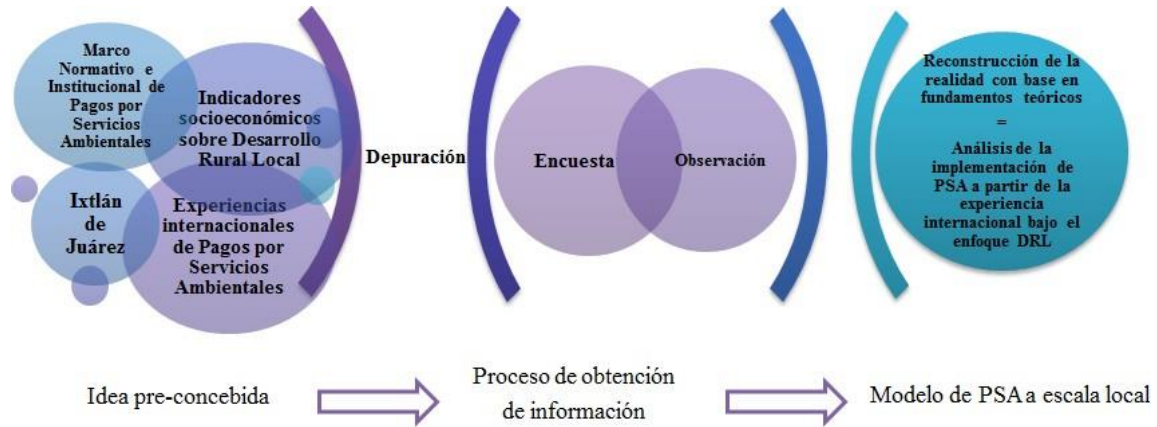 Marco
Normativo e
Institucional de
Pagos por
Servicios
Ambientales
Indicadores
socioeconómicos
sobre Desarrollo
Rural Local
Ixtlán
de
Juárez
Experiencias
internacionales
de Pagos por
Servicios
Ambientales
Depuración
Encuesta
Observación
Reconstrucción de la
realidad con base en
fundamentos teóricos
=
Análisis de la
implementación de
PSA a partir de la
experiencia
internacional bajo el
enfoque DRL
Idea pre-concebida
Proceso de obtención
de información
Modelo de PSA a escala local